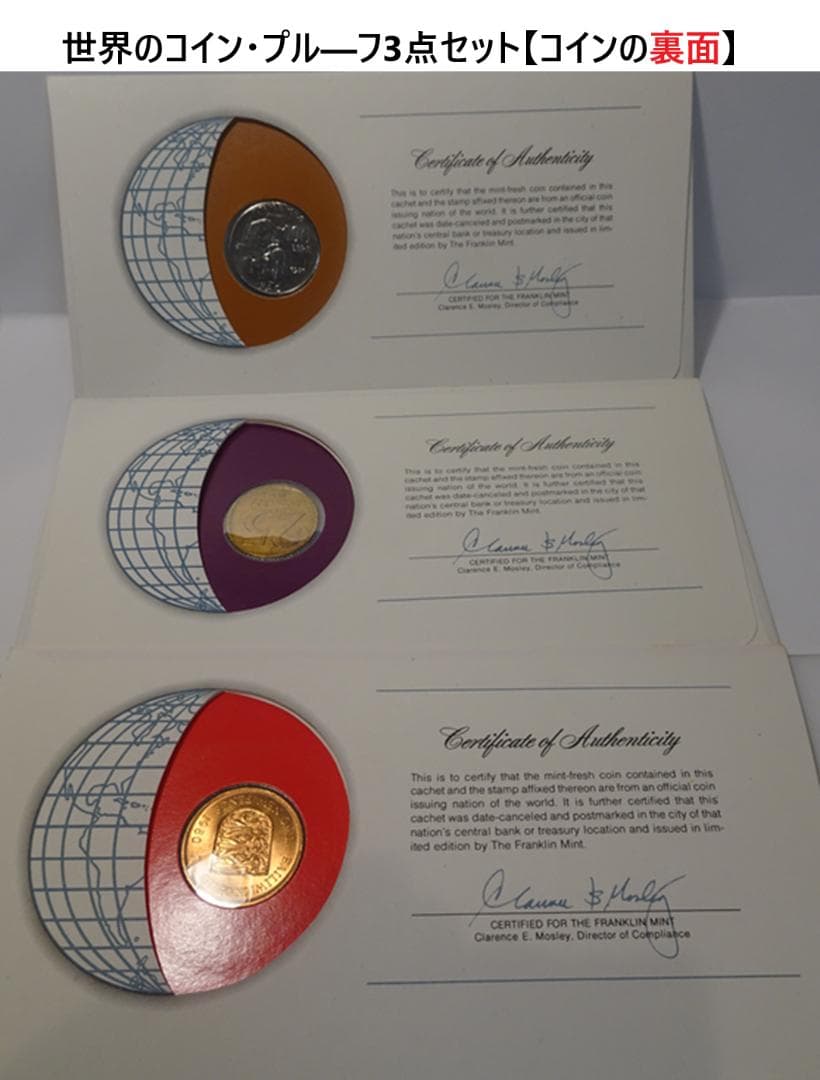 世界のコイン・プルーフ3点セット【コインの裏面】
Certificate of Authenticity
This is to certify that the mint-fresh coin contained in this
cachet and the stamp affixed thereon are from an official coin
issuing nation of the world. It is further certified that this
cachet was date-canceled and postmarked in the city of that
nation's central bank or treasury location and issued in lim-
ited edition by The Franklin Mint.
CERTIFIED FOR THE FRANKLIN MINT
Clarence E. Mosley, Director of Compliance
Certificate of Authenticity
This is to certify that the mint-fresh coin contained in this
cachet and the stamp affixed thereon are from an official coin
issuing nation of the world. It is further certified that this
cachet was date-canceled and postmarked in the city of that
nation's central bank or treasury location and issued in lim-
ited edition by The Franklin Mint.
CERTIFIED FOR THE FRANKLIN MINT
Clarence E. Mosley, Director of Compliance
BAILIWICK
1980
Certificate of Authenticity
This is to certify that the mint-fresh coin contained in this
cachet and the stamp affixed thereon are from an official coin
issuing nation of the world. It is further certified that this
cachet was date-canceled and postmarked in the city of that
nation's central bank or treasury location and issued in lim-
ited edition by The Franklin Mint.
CERTIFIED FOR THE FRANKLIN MINT
Clarence E. Mosley, Director of Compliance